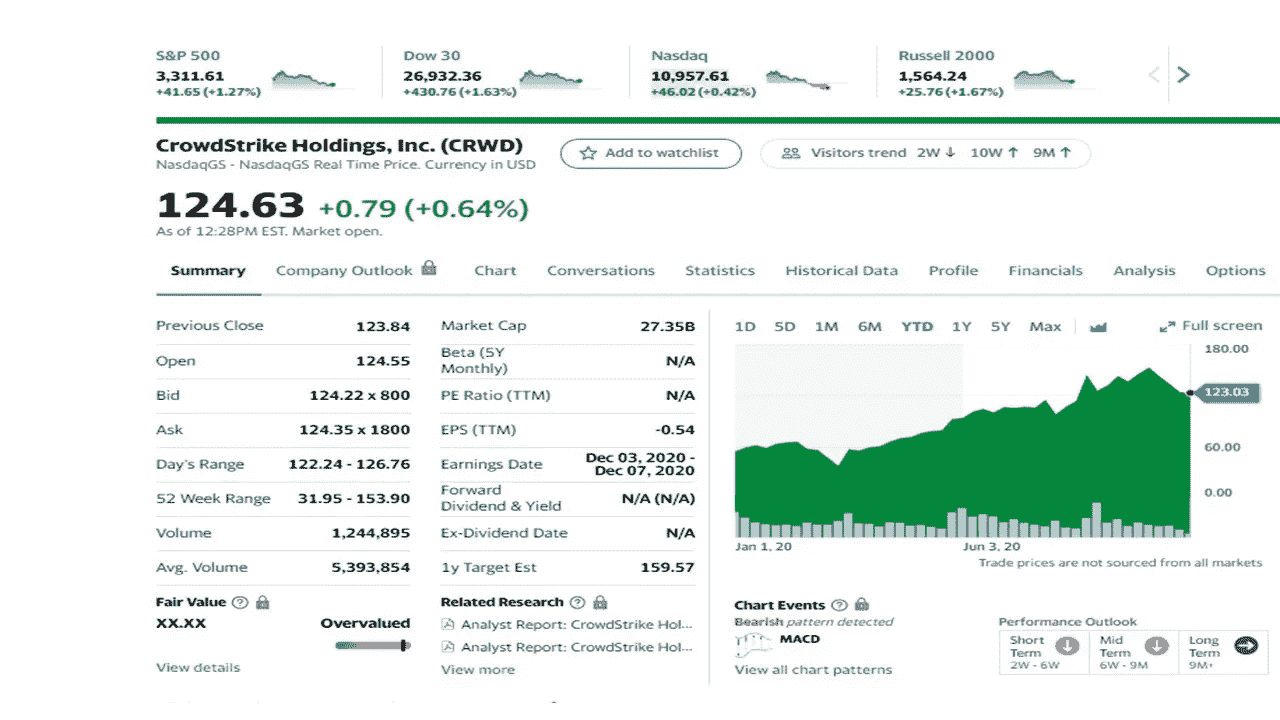 S&P 500 Dow 30 Nasdaq Russell 2000
3,311.61 26,932.36 10,957.61 1,564.24
+41.65 (+1.27%) +430.76 (+1.63%) +46.02 (+0.42%) +25.76 (+1.67%)
CrowdStrike Holdings, Inc. (CRWD)
NasdaqGS - NasdaqGS Real Time Price. Currency in USD
Add to watchlist
Visitors trend 2W↓ 10W↑ 9M↑
124.63 +0.79 (+0.64%)
As of 12:28PM EST. Market open.
Summary Company Outlook Chart Conversations Statistics Historical Data Profile Financials Analysis Options
Previous Close 123.84
Open 124.55
Bid 124.22 x 800
Ask 124.35 x 1800
Day's Range 122.24 - 126.76
52 Week Range 31.95 - 153.90
Volume 1,244,895
Avg. Volume 5,393,854
Market Cap 27.35B
Beta (5Y
Monthly) N/A
PE Ratio (TTM) N/A
EPS (TTM) -0.54
Earnings Date Dec 03, 2020 -
Dec 07, 2020
Forward
Dividend & Yield N/A (N/A)
Ex-Dividend Date N/A
1y Target Est 159.57
1D 5D 1M 6M YTD 1Y 5Y Max Full screen
180.00
123.03
60.00
0.00
Jan 1, 20 Jun 3, 20
Trade prices are not sourced from all markets
Fair Value
XX.XX Overvalued
View details
Related Research
Analyst Report: CrowdStrike Hol...
Analyst Report: CrowdStrike Hol...
View more
Chart Events
Bearish pattern detected
MACD
View all chart patterns
Performance Outlook
Short
Term
2W - 6W
Mid
Term
6W - 9M
Long
Term
9M+